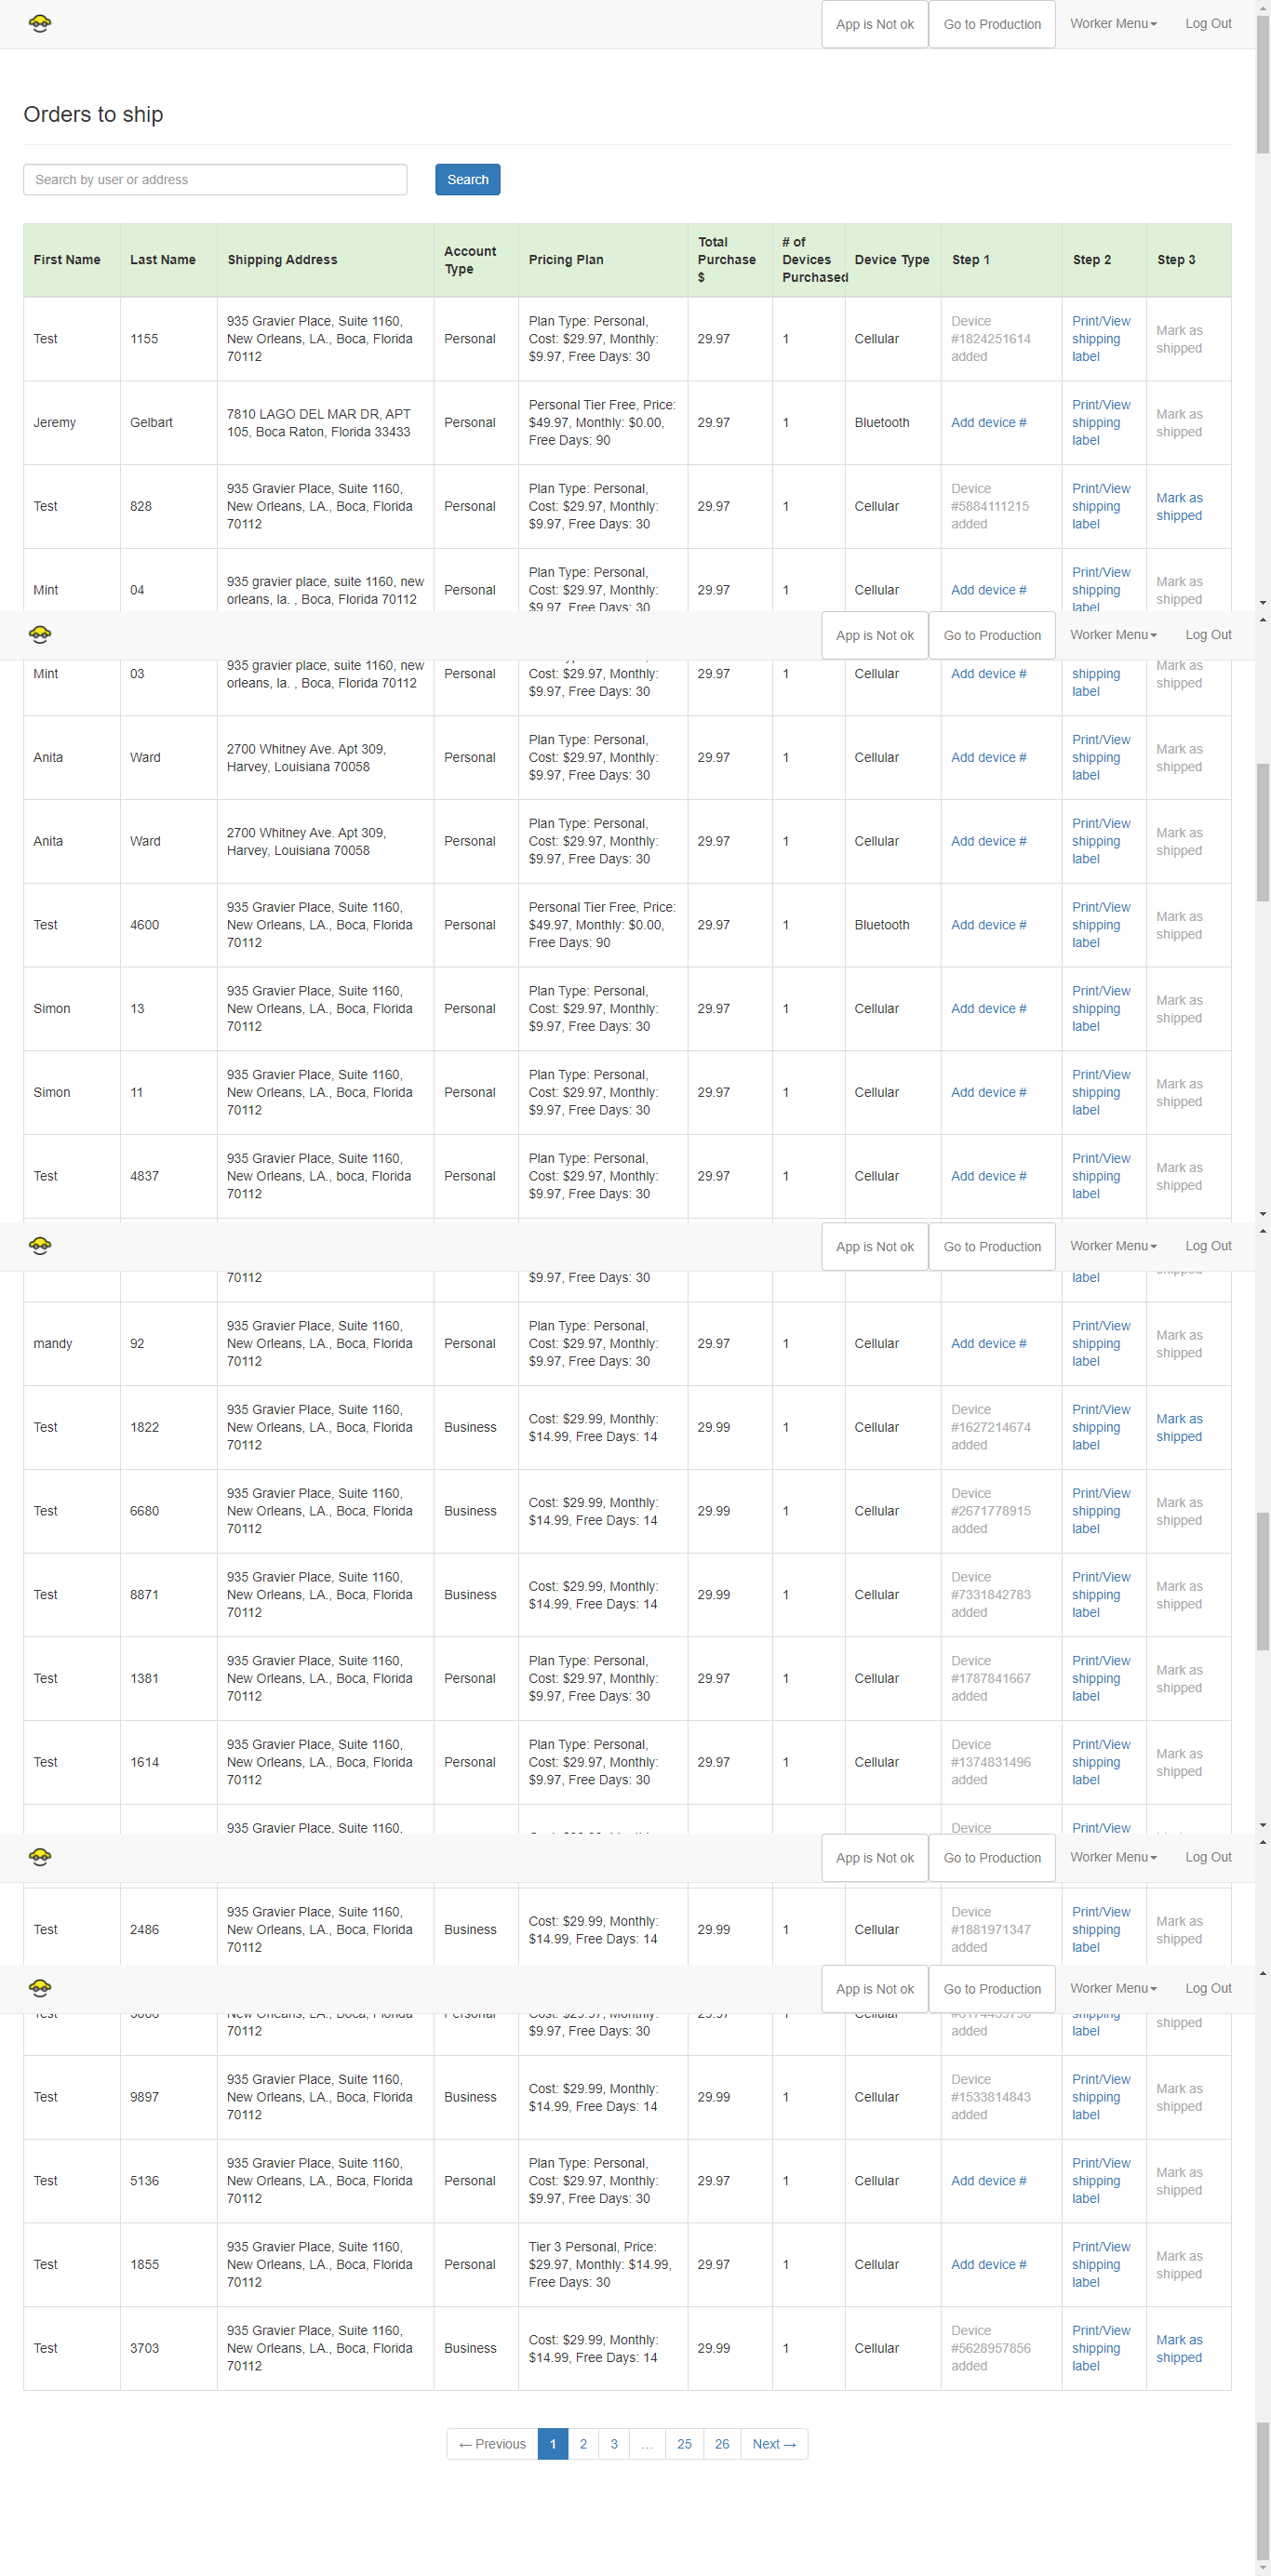 App is Not ok Go to Production Worker Menu Log Out
Orders to ship
Search by user or address Search
First Name Last Name Shipping Address Account Type Pricing Plan Total Purchase $ # of Devices Purchased Device Type Step 1 Step 2 Step 3
Test 1155 935 Gravier Place, Suite 1160, New Orleans, LA., Boca, Florida 70112 Personal Plan Type: Personal, Cost: $29.97, Monthly: $9.97, Free Days: 30 29.97 1 Cellular Device #1824251614 added Print/View shipping label Mark as shipped
Jeremy Gelbart 7810 LAGO DEL MAR DR, APT 105, Boca Raton, Florida 33433 Personal Personal Tier Free, Price: $49.97, Monthly: $0.00, Free Days: 90 29.97 1 Bluetooth Add device # Print/View shipping label Mark as shipped
Test 828 935 Gravier Place, Suite 1160, New Orleans, LA., Boca, Florida 70112 Personal Plan Type: Personal, Cost: $29.97, Monthly: $9.97, Free Days: 30 29.97 1 Cellular Device #5884111215 added Print/View shipping label Mark as shipped
Mint 04 935 gravier place, suite 1160, new orleans, la. , Boca, Florida 70112 Personal Plan Type: Personal, Cost: $29.97, Monthly: $9.97, Free Days: 30 29.97 1 Cellular Add device # Print/View shipping label Mark as shipped
App is Not ok Go to Production Worker Menu Log Out
Mint 03 935 gravier place, suite 1160, new orleans, la. , Boca, Florida 70112 Personal Cost: $29.97, Monthly: $9.97, Free Days: 30 29.97 1 Cellular Add device # shipping label Mark as shipped
Anita Ward 2700 Whitney Ave. Apt 309, Harvey, Louisiana 70058 Personal Plan Type: Personal, Cost: $29.97, Monthly: $9.97, Free Days: 30 29.97 1 Cellular Add device # Print/View shipping label Mark as shipped
Anita Ward 2700 Whitney Ave. Apt 309, Harvey, Louisiana 70058 Personal Plan Type: Personal, Cost: $29.97, Monthly: $9.97, Free Days: 30 29.97 1 Cellular Add device # Print/View shipping label Mark as shipped
Test 4600 935 Gravier Place, Suite 1160, New Orleans, LA., Boca, Florida 70112 Personal Personal Tier Free, Price: $49.97, Monthly: $0.00, Free Days: 90 29.97 1 Bluetooth Add device # Print/View shipping label Mark as shipped
Simon 13 935 Gravier Place, Suite 1160, New Orleans, LA., Boca, Florida 70112 Personal Plan Type: Personal, Cost: $29.97, Monthly: $9.97, Free Days: 30 29.97 1 Cellular Add device # Print/View shipping label Mark as shipped
Simon 11 935 Gravier Place, Suite 1160, New Orleans, LA., Boca, Florida 70112 Personal Plan Type: Personal, Cost: $29.97, Monthly: $9.97, Free Days: 30 29.97 1 Cellular Add device # Print/View shipping label Mark as shipped
Test 4837 935 Gravier Place, Suite 1160, New Orleans, LA., boca, Florida 70112 Personal Plan Type: Personal, Cost: $29.97, Monthly: $9.97, Free Days: 30 29.97 1 Cellular Add device # Print/View shipping label Mark as shipped
App is Not ok Go to Production Worker Menu Log Out
70112 $9.97, Free Days: 30 label shipped
mandy 92 935 Gravier Place, Suite 1160, New Orleans, LA., Boca, Florida 70112 Personal Plan Type: Personal, Cost: $29.97, Monthly: $9.97, Free Days: 30 29.97 1 Cellular Add device # Print/View shipping label Mark as shipped
Test 1822 935 Gravier Place, Suite 1160, New Orleans, LA., Boca, Florida 70112 Business Cost: $29.99, Monthly: $14.99, Free Days: 14 29.99 1 Cellular Device #1627214674 added Print/View shipping label Mark as shipped
Test 6680 935 Gravier Place, Suite 1160, New Orleans, LA., Boca, Florida 70112 Business Cost: $29.99, Monthly: $14.99, Free Days: 14 29.99 1 Cellular Device #2671778915 added Print/View shipping label Mark as shipped
Test 8871 935 Gravier Place, Suite 1160, New Orleans, LA., Boca, Florida 70112 Business Cost: $29.99, Monthly: $14.99, Free Days: 14 29.99 1 Cellular Device #7331842783 added Print/View shipping label Mark as shipped
Test 1381 935 Gravier Place, Suite 1160, New Orleans, LA., Boca, Florida 70112 Personal Plan Type: Personal, Cost: $29.97, Monthly: $9.97, Free Days: 30 29.97 1 Cellular Device #1787841667 added Print/View shipping label Mark as shipped
Test 1614 935 Gravier Place, Suite 1160, New Orleans, LA., Boca, Florida 70112 Personal Plan Type: Personal, Cost: $29.97, Monthly: $9.97, Free Days: 30 29.97 1 Cellular Device #1374831496 added Print/View shipping label Mark as shipped
935 Gravier Place, Suite 1160, Device Print/View
App is Not ok Go to Production Worker Menu Log Out
Test 2486 935 Gravier Place, Suite 1160, New Orleans, LA., Boca, Florida 70112 Business Cost: $29.99, Monthly: $14.99, Free Days: 14 29.99 1 Cellular Device #1881971347 added Print/View shipping label Mark as shipped
App is Not ok Go to Production Worker Menu Log Out
70112 $9.97, Free Days: 30 added shipping label shipped
Test 9897 935 Gravier Place, Suite 1160, New Orleans, LA., Boca, Florida 70112 Business Cost: $29.99, Monthly: $14.99, Free Days: 14 29.99 1 Cellular Device #1533814843 added Print/View shipping label Mark as shipped
Test 5136 935 Gravier Place, Suite 1160, New Orleans, LA., Boca, Florida 70112 Personal Plan Type: Personal, Cost: $29.97, Monthly: $9.97, Free Days: 30 29.97 1 Cellular Add device # Print/View shipping label Mark as shipped
Test 1855 935 Gravier Place, Suite 1160, New Orleans, LA., Boca, Florida 70112 Personal Tier 3 Personal, Price: $29.97, Monthly: $14.99, Free Days: 30 29.97 1 Cellular Add device # Print/View shipping label Mark as shipped
Test 3703 935 Gravier Place, Suite 1160, New Orleans, LA., Boca, Florida 70112 Business Cost: $29.99, Monthly: $14.99, Free Days: 14 29.99 1 Cellular Device #5628957856 added Print/View shipping label Mark as shipped
← Previous 1 2 3 … 25 26 Next →